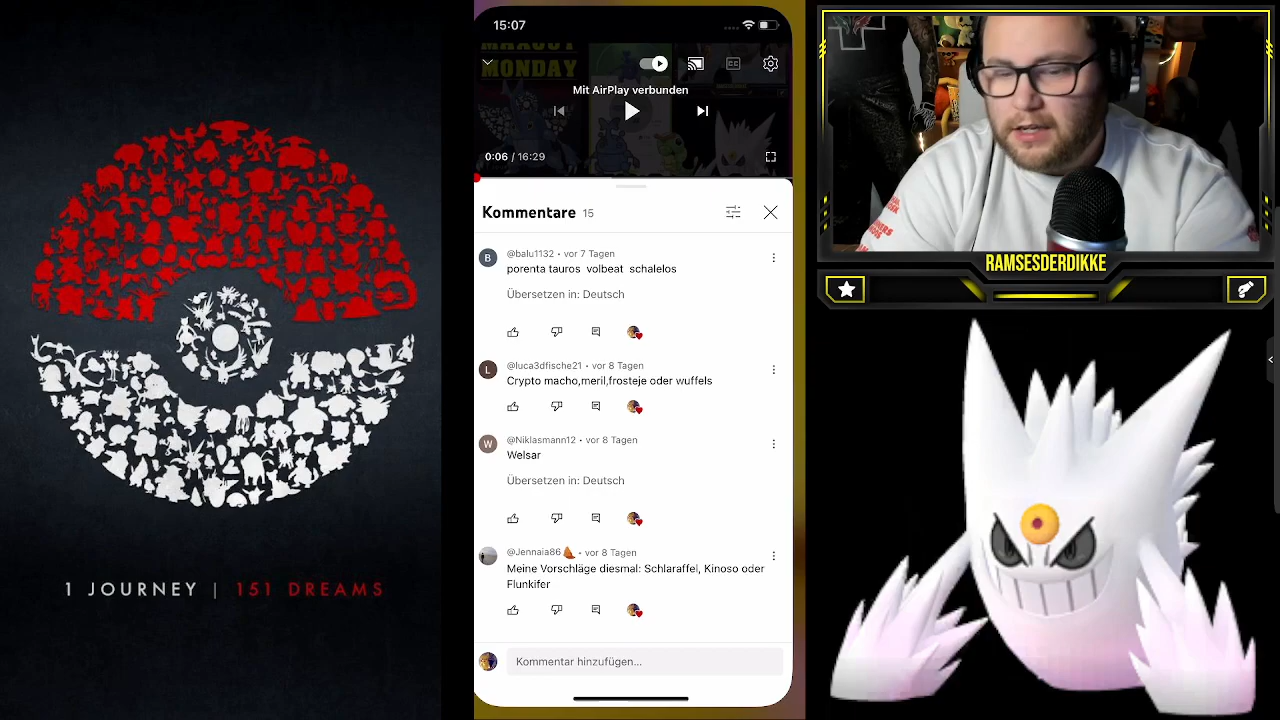 1 JOURNEY | 151 DREAMS
15:07
MAXOUT
MONDAY
CC
Mit AirPlay verbunden
0:06 / 16:29
Kommentare 15
B
@balu1132 • vor 7 Tagen
porenta tauros volbeat schalelos
Übersetzen in: Deutsch
L
@luca3dfische21 • vor 8 Tagen
Crypto macho,meril,frosteje oder wuffels
W
@Niklasmann12 • vor 8 Tagen
Welsar
Übersetzen in: Deutsch
@Jennaia86 • vor 8 Tagen
Meine Vorschläge diesmal: Schlaraffel, Kinoso oder
Flunkifer
Kommentar hinzufügen...
RAMSESDERDIKKE